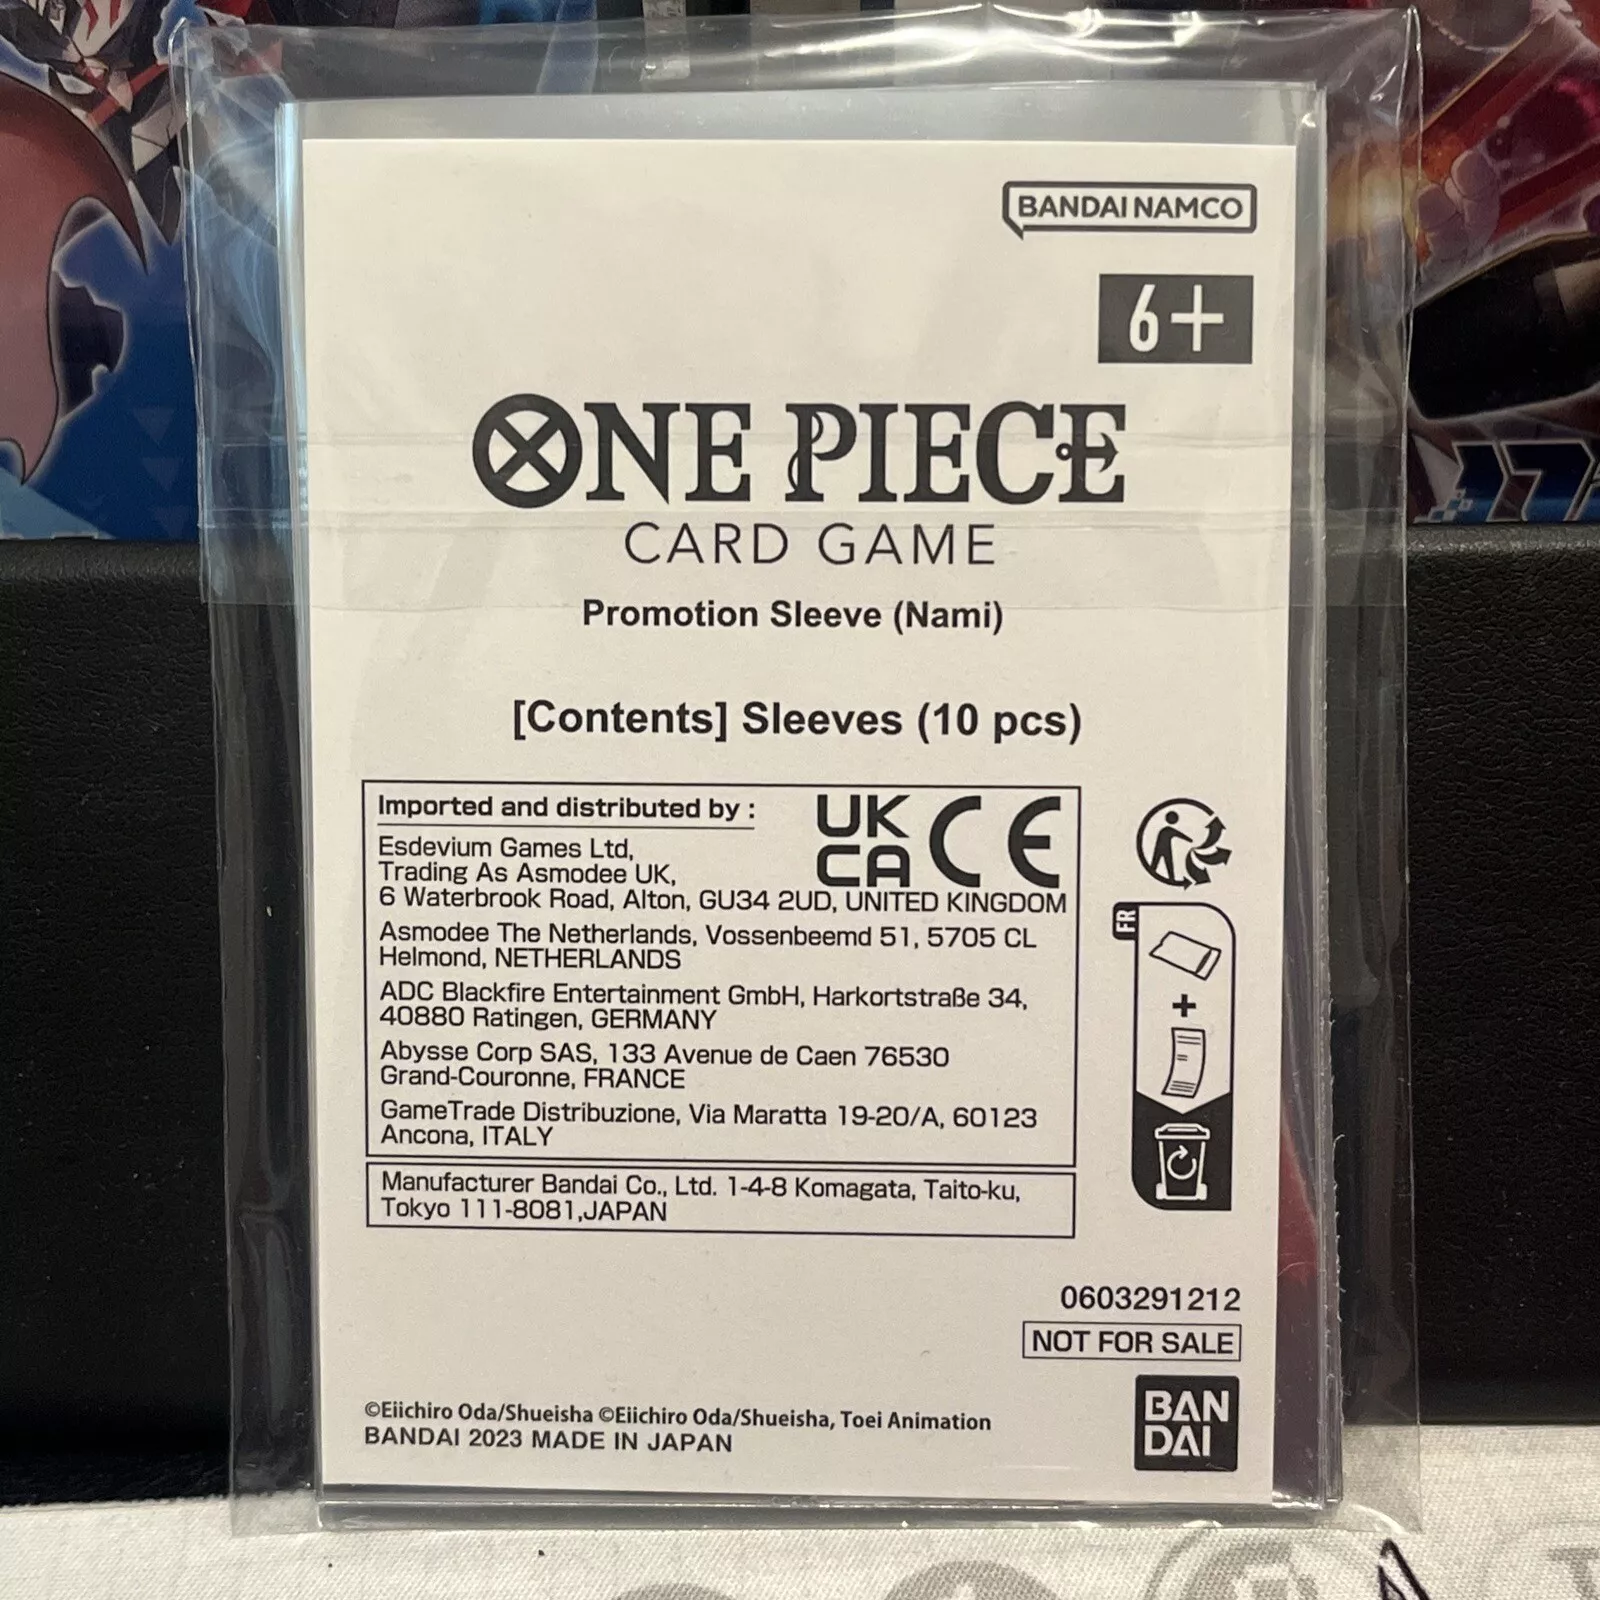 BANDAI NAMCO
6+
ONE PIECE
CARD GAME
Promotion Sleeve (Nami)
[Contents] Sleeves (10 pcs)
Imported and distributed by :
UK
CA CE
Esdevium Games Ltd,
Trading As Asmodee UK,
6 Waterbrook Road, Alton, GU34 2UD, UNITED KINGDOM
Asmodee The Netherlands, Vossenbeemd 51, 5705 CL
Helmond, NETHERLANDS
ADC Blackfire Entertainment GmbH, Harkortstraße 34,
40880 Ratingen, GERMANY
Abysse Corp SAS, 133 Avenue de Caen 76530
Grand-Couronne, FRANCE
GameTrade Distribuzione, Via Maratta 19-20/A, 60123
Ancona, ITALY
FR
+
Manufacturer Bandai Co., Ltd. 1-4-8 Komagata, Taito-ku,
Tokyo 111-8081,JAPAN
0603291212
NOT FOR SALE
©Eiichiro Oda/Shueisha ©Eiichiro Oda/Shueisha, Toei Animation
BANDAI 2023 MADE IN JAPAN
BAN
DAI